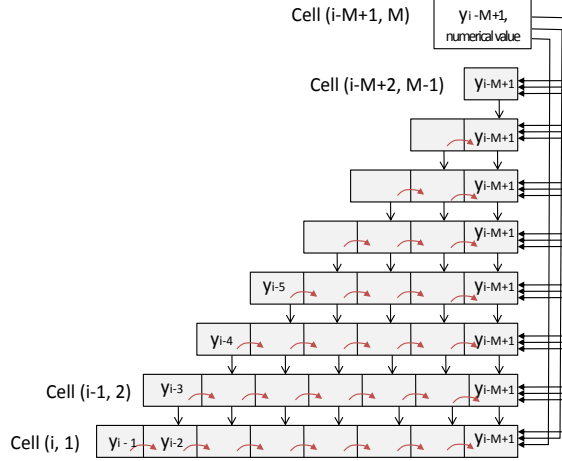 Cell (i-M+1, M)
y i-M+1,
numerical value
Cell (i-M+2, M-1)
yi-M+1
yi-M+1
yi-M+1
yi-M+1
yi-5 yi-M+1
yi-4 yi-M+1
Cell (i-1, 2) yi-3 yi-M+1
Cell (i, 1) yi - 1 yi-2 yi-M+1